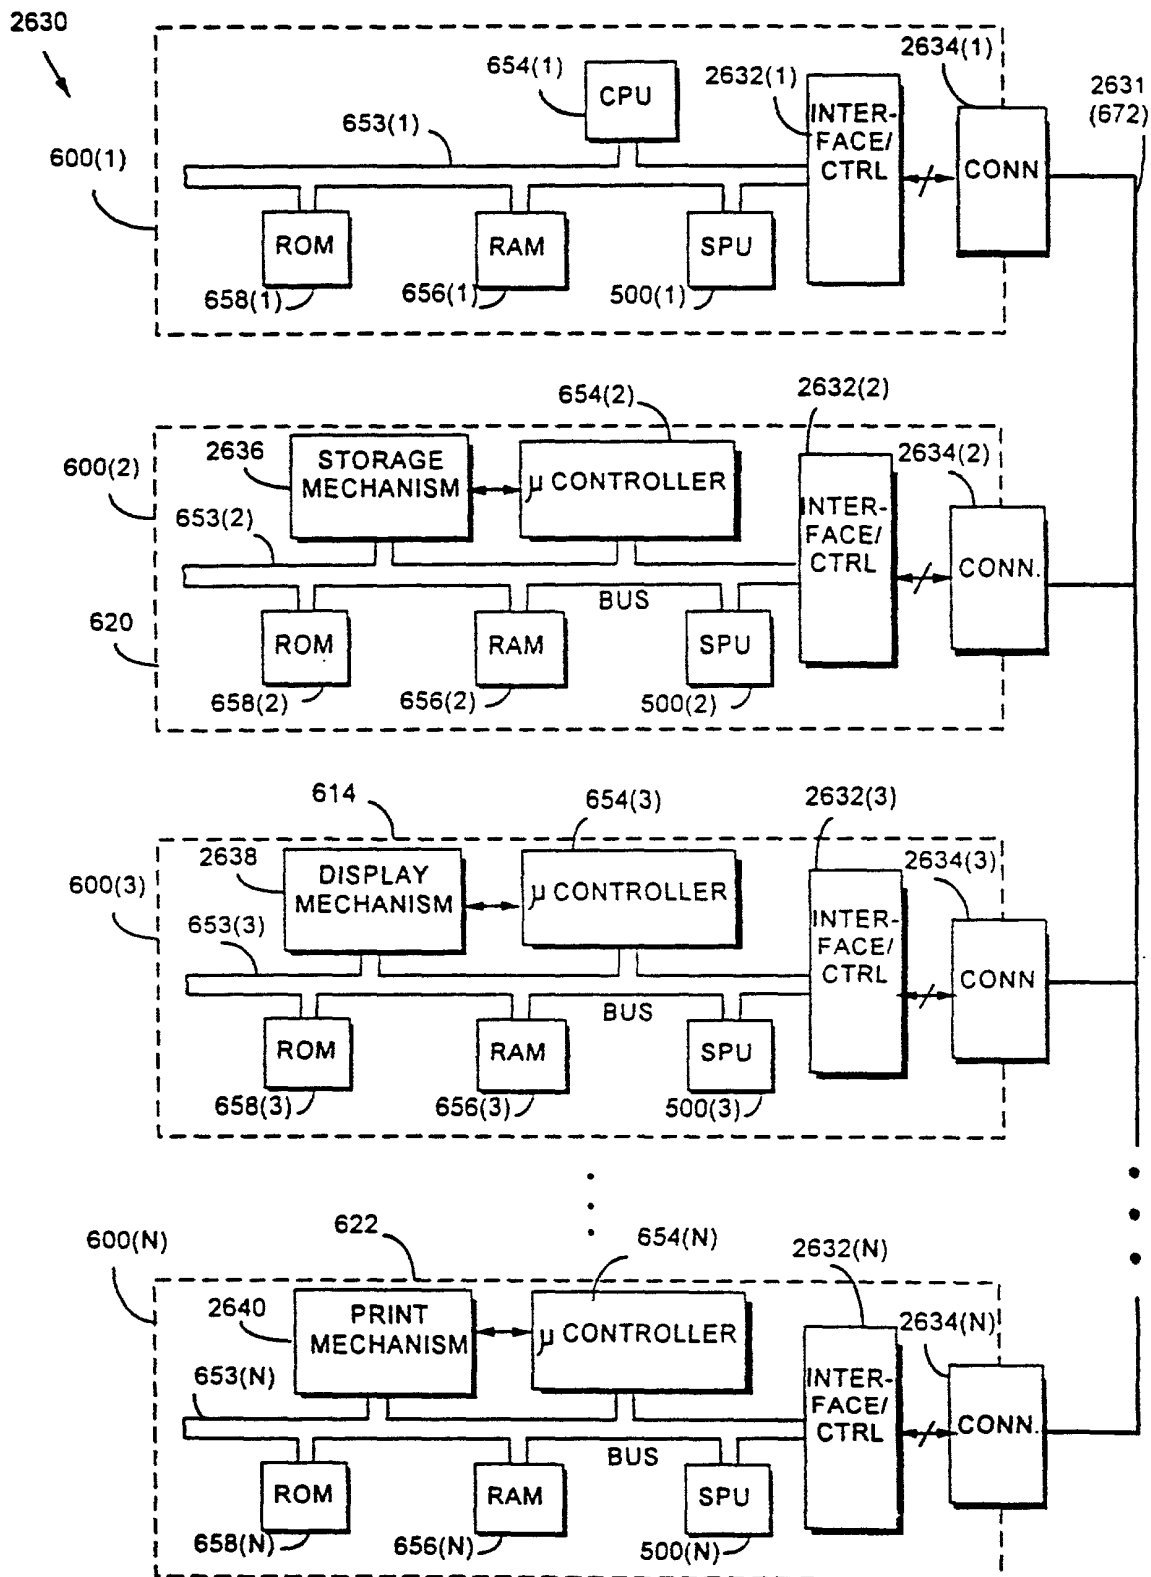 2630
654(1)
2632(1)
2634(1)
2631
(672)
653(1)
CPU
INTER-
FACE/
CTRL
600(1)
CONN
ROM
RAM
SPU
658(1)
656(1)
500(1)
654(2)
2632(2)
2636
STORAGE
MECHANISM
µ CONTROLLER
2634(2)
600(2)
653(2)
INTER-
FACE/
CTRL
CONN.
BUS
620
ROM
RAM
SPU
658(2)
656(2)
500(2)
614
654(3)
2632(3)
2638
DISPLAY
MECHANISM
µ CONTROLLER
2634(3)
600(3)
653(3)
INTER-
FACE/
CTRL
CONN
BUS
ROM
RAM
SPU
658(3)
656(3)
500(3)
622
654(N)
2632(N)
600(N)
2640
PRINT
MECHANISM
µ CONTROLLER
2634(N)
653(N)
INTER-
FACE/
CTRL
CONN.
BUS
ROM
RAM
SPU
658(N)
656(N)
500(N)